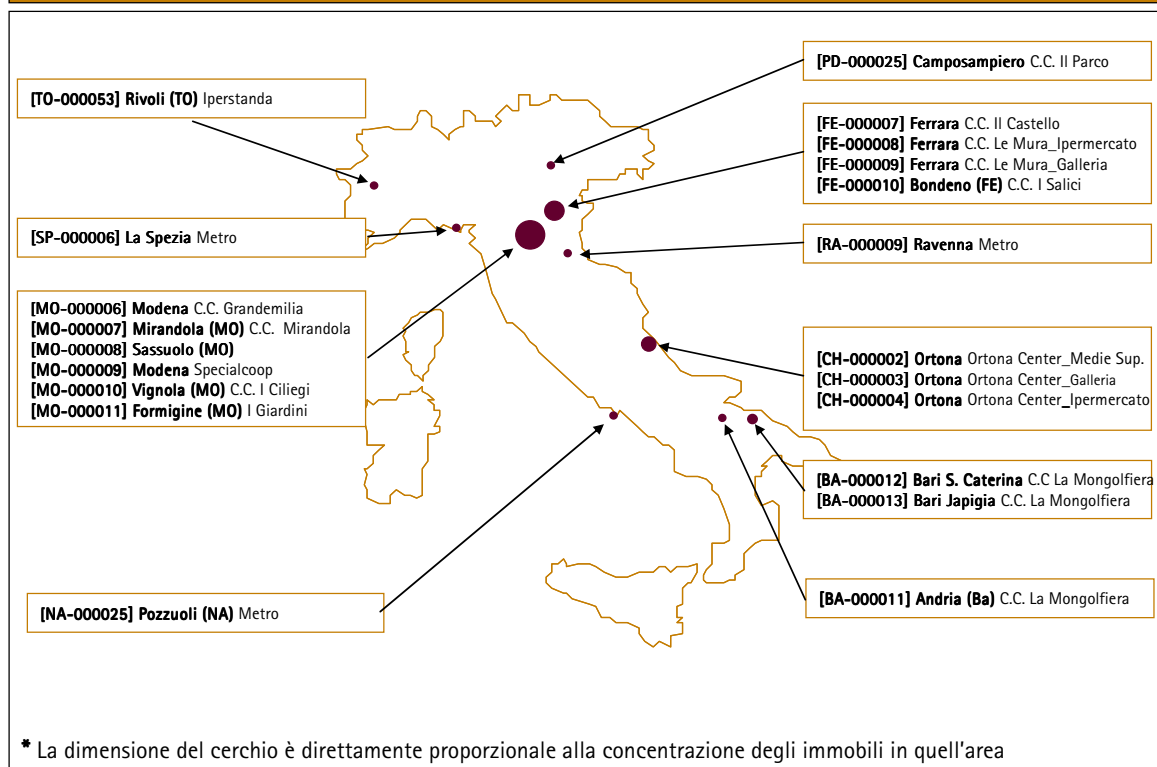 [TO-000053] Rivoli (TO) Iperstanda
[SP-000006] La Spezia Metro
[MO-000006] Modena C.C. Grandemilia
[MO-000007] Mirandola (MO) C.C. Mirandola
[MO-000008] Sassuolo (MO)
[MO-000009] Modena Specialcoop
[MO-000010] Vignola (MO) C.C. I Ciliegi
[MO-000011] Formigine (MO) I Giardini
[NA-000025] Pozzuoli (NA) Metro
[PD-000025] Camposampiero C.C. Il Parco
[FE-000007] Ferrara C.C. Il Castello
[FE-000008] Ferrara C.C. Le Mura_Ipermercato
[FE-000009] Ferrara C.C. Le Mura_Galleria
[FE-000010] Bondeno (FE) C.C. I Salici
[RA-000009] Ravenna Metro
[CH-000002] Ortona Ortona Center_Medie Sup.
[CH-000003] Ortona Ortona Center_Galleria
[CH-000004] Ortona Ortona Center_Ipermercato
[BA-000012] Bari S. Caterina C.C La Mongolfiera
[BA-000013] Bari Japigia C.C. La Mongolfiera
[BA-000011] Andria (Ba) C.C. La Mongolfiera
* La dimensione del cerchio è direttamente proporzionale alla concentrazione degli immobili in quell'area